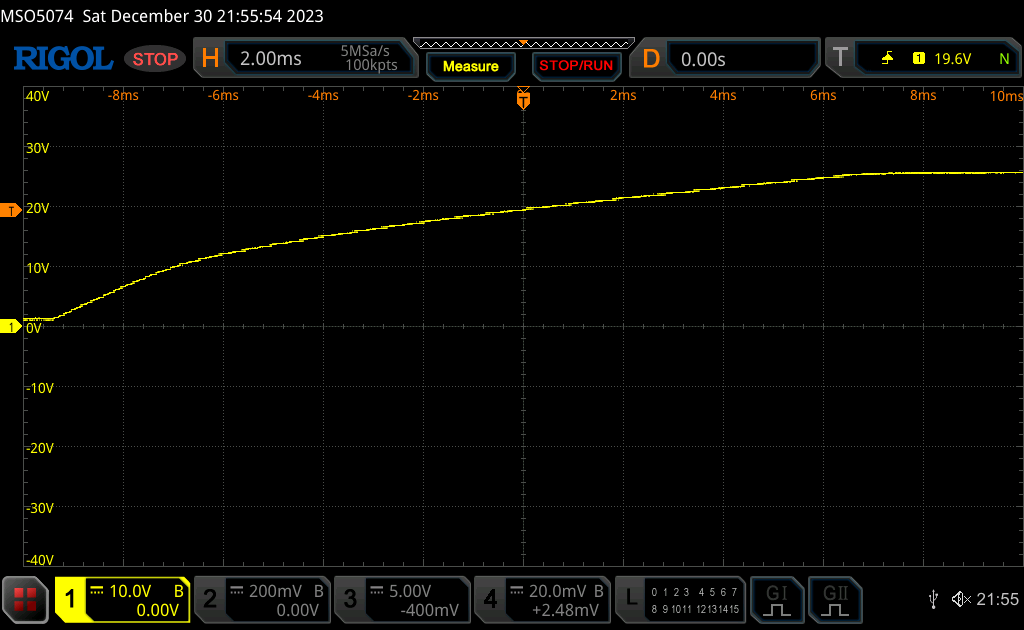 MSO5074 Sat December 30 21:55:54 2023
RIGOL STOP H 2.00ms 5MSa/s 100kpts Measure STOP/RUN D 0.00s T 1 19.6V N
40V -8ms -6ms -4ms -2ms T 2ms 4ms 6ms 8ms 10ms
30V
T 20V
10V
1 0V
-10V
-20V
-30V
-40V
1 10.0V B 2 200mV B 3 5.00V 4 20.0mV B L 0 1 2 3 4 5 6 7 GI GII
0.00V 0.00V -400mV +2.48mV 8 9 10 11 12 13 14 15 21:55